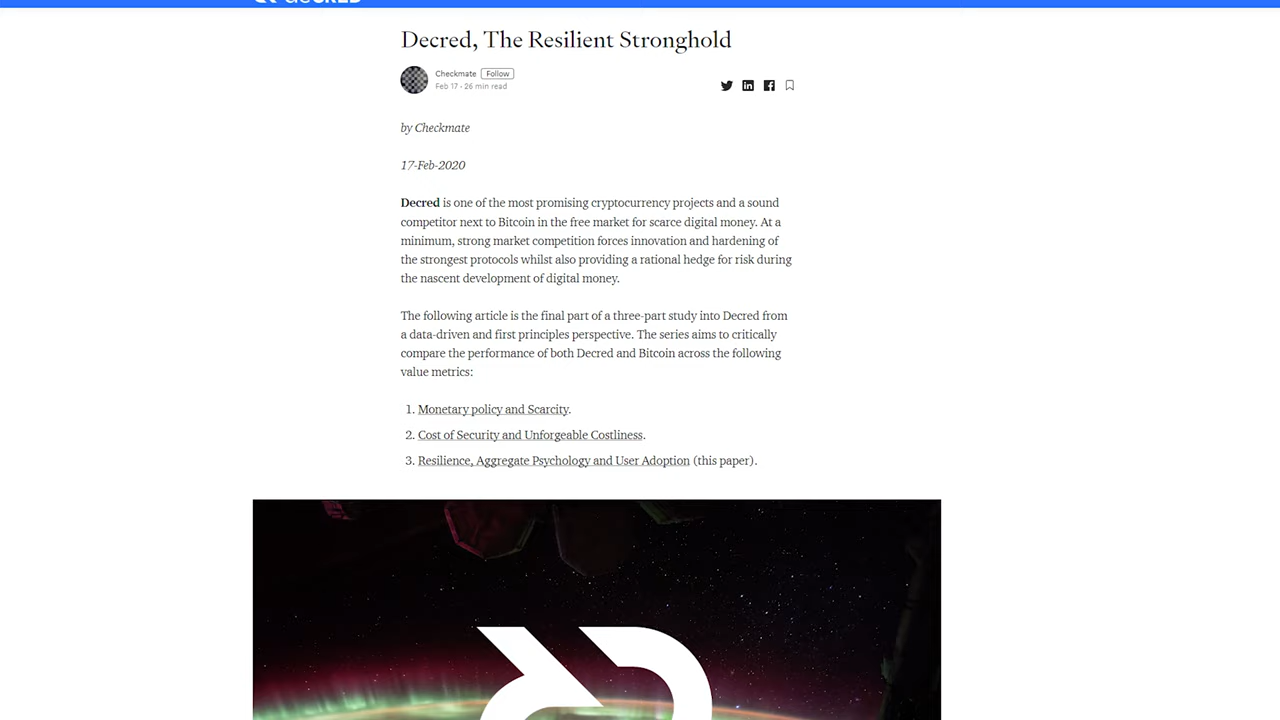 DECRED
Decred, The Resilient Stronghold
Checkmate Follow
Feb 17 · 26 min read
by Checkmate
17-Feb-2020
Decred is one of the most promising cryptocurrency projects and a sound
competitor next to Bitcoin in the free market for scarce digital money. At a
minimum, strong market competition forces innovation and hardening of
the strongest protocols whilst also providing a rational hedge for risk during
the nascent development of digital money.
The following article is the final part of a three-part study into Decred from
a data-driven and first principles perspective. The series aims to critically
compare the performance of both Decred and Bitcoin across the following
value metrics:
1. Monetary policy and Scarcity.
2. Cost of Security and Unforgeable Costliness.
3. Resilience, Aggregate Psychology and User Adoption (this paper).